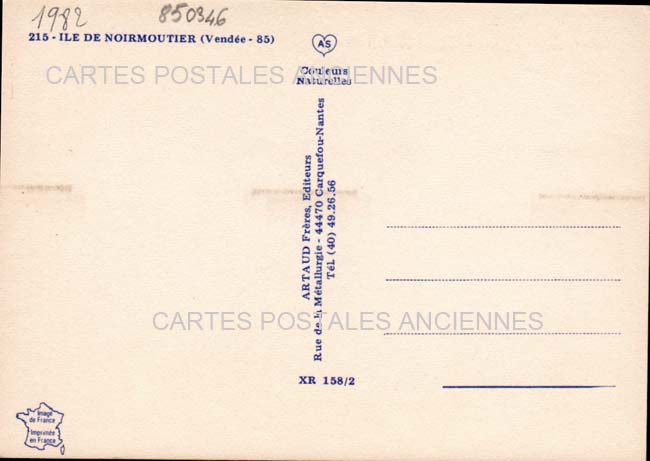 1982
850346
215 - ILE DE NOIRMOUTIER (Vendée - 85)
AS
Couleurs
Naturelles
CARTES POSTALES ANCIENNES
ARTAUD Frères, Editeurs
Rue de la Métallurgie - 44470 Carquefou-Nantes
Tél. (40) 49.26.56
CARTES POSTALES ANCIENNES
XR 158/2
Image
de France
Imprimée
en France